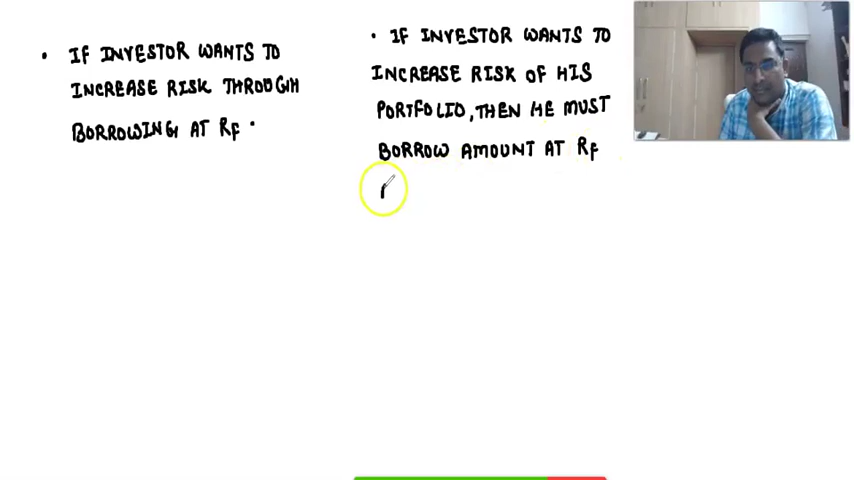 • IF INVESTOR WANTS TO
INCREASE RISK THROUGH
BORROWING AT RF •
• IF INVESTOR WANTS TO
INCREASE RISK OF HIS
PORTFOLIO, THEN HE MUST
BORROW AMOUNT AT RF